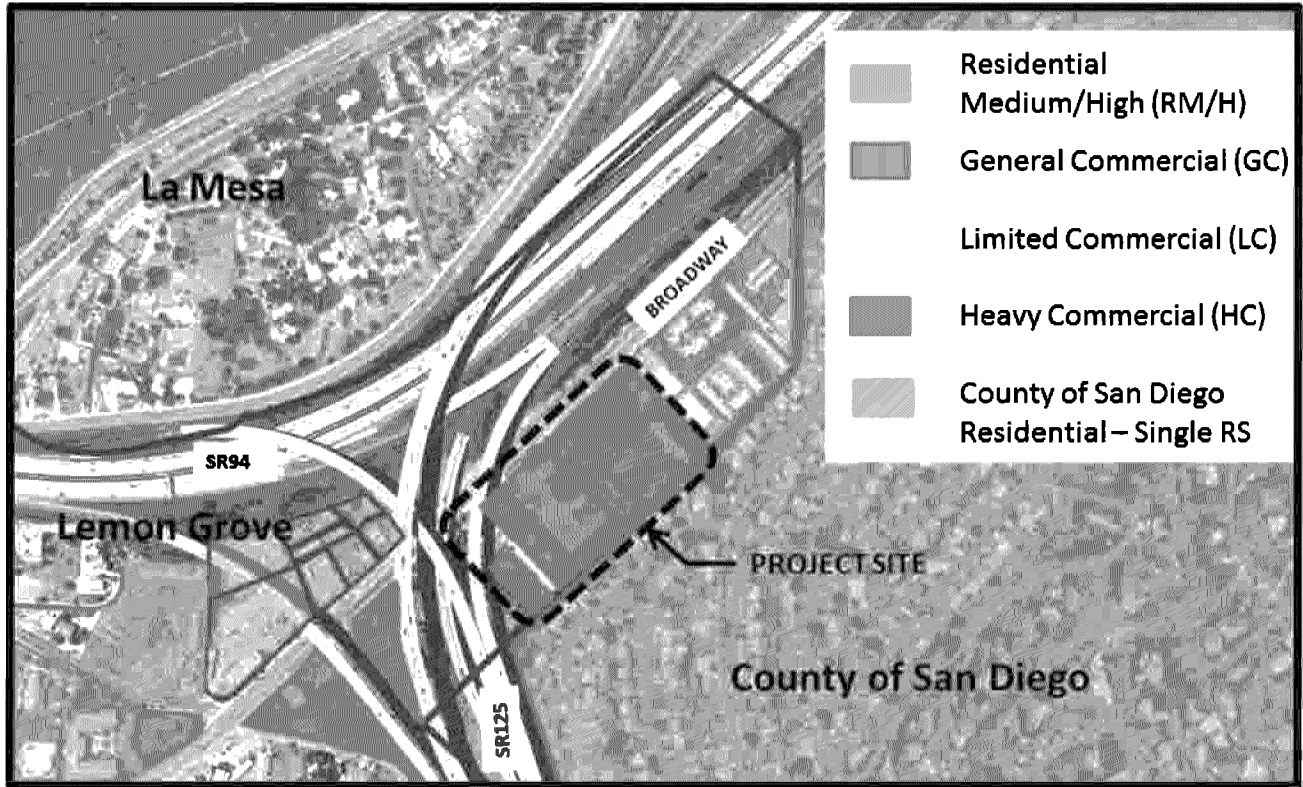 Residential
Medium/High (RM/H)
General Commercial (GC)
Limited Commercial (LC)
Heavy Commercial (HC)
County of San Diego
Residential – Single RS
La Mesa
BROADWAY
SR94
Lemon Grove
PROJECT SITE
County of San Diego
SR125